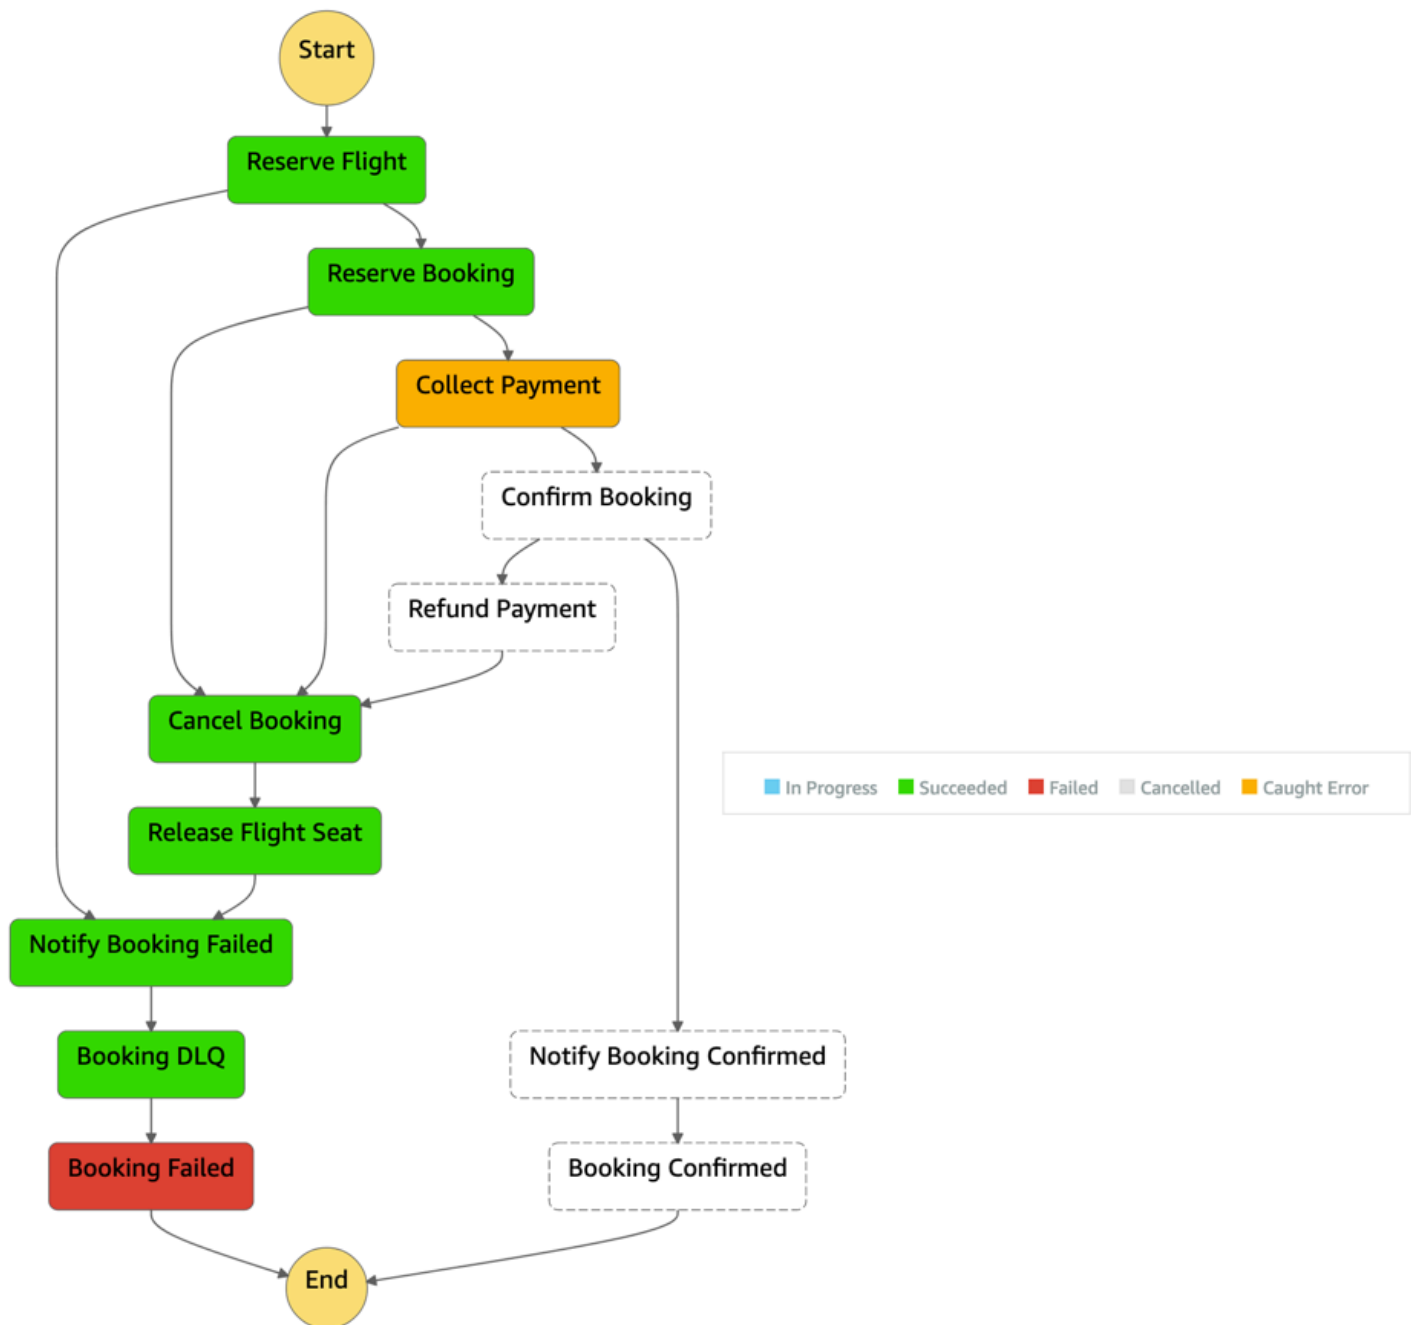 Start
Reserve Flight
Reserve Booking
Collect Payment
Confirm Booking
Refund Payment
Cancel Booking
In Progress Succeeded Failed Cancelled Caught Error
Release Flight Seat
Notify Booking Failed
Booking DLQ
Notify Booking Confirmed
Booking Failed
Booking Confirmed
End